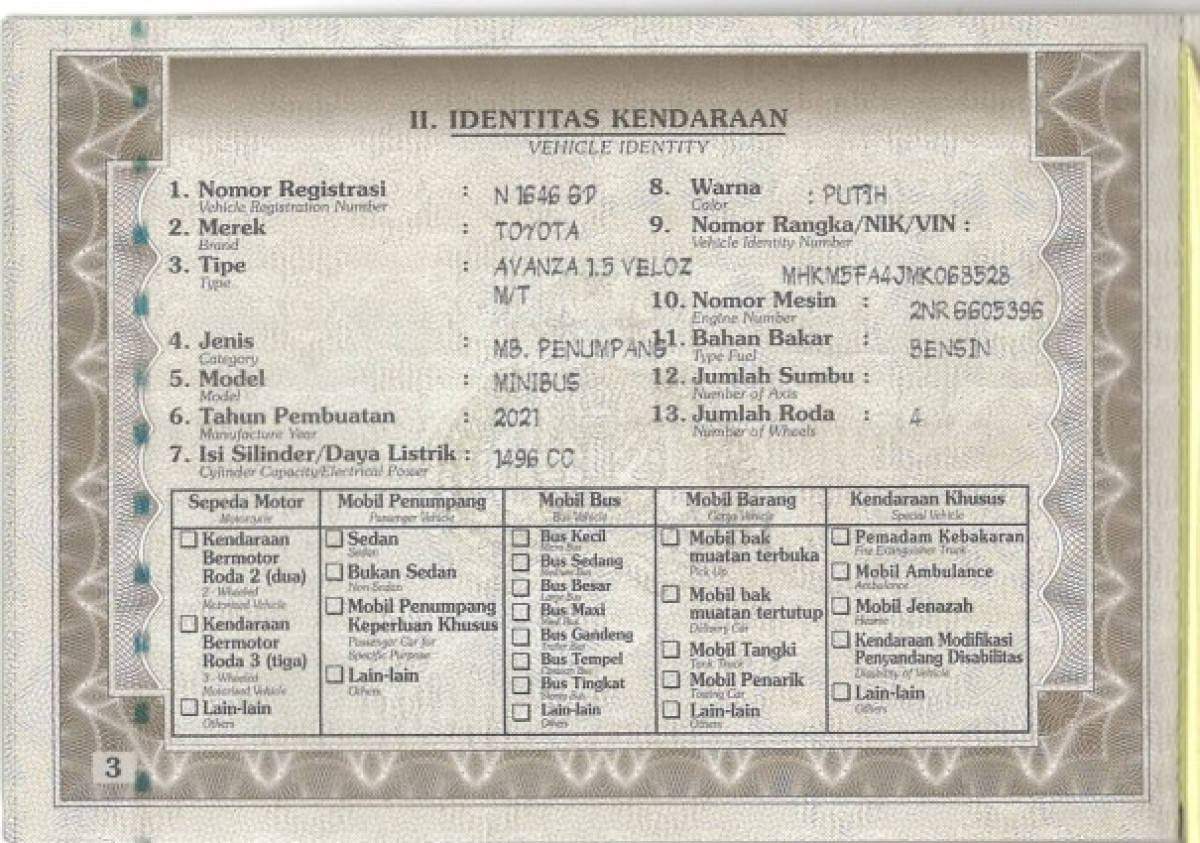 II. IDENTITAS KENDARAAN
VEHICLE IDENTITY
1. Nomor Registrasi : N 1646 GP
Vehicle Registration Number
2. Merek : TOYOTA
Brand
3. Tipe : AVANZA 1.5 VELOZ
Type
M/T
4. Jenis : MB. PENUMPANG
Category
5. Model : MINIBUS
Model
6. Tahun Pembuatan : 2021
Manufacture Year
7. Isi Silinder/Daya Listrik : 1496 CC
Cylinder Capacity/Electrical Power
8. Warna : PUTIH
Color
9. Nomor Rangka/NIK/VIN :
Vehicle Identity Number
MHKM5FA4JMK068528
10. Nomor Mesin : 2NR G605396
Engine Number
11. Bahan Bakar : BENSIN
Type Fuel
12. Jumlah Sumbu :
Number of Axis
13. Jumlah Roda : 4
Number of Wheels
Sepeda Motor
Motorcycle
Kendaraan
Bermotor
Roda 2 (dua)
2 - Wheeled
Motorised Vehicle
Kendaraan
Bermotor
Roda 3 (tiga)
3 - Wheeled
Motorised Vehicle
Lain-lain
Others
Mobil Penumpang
Passenger Vehicle
Sedan
Sedan
Bukan Sedan
Non-Sedan
Mobil Penumpang
Keperluan Khusus
Passenger Car for
Specific Purpose
Lain-lain
Others
Mobil Bus
Bus Vehicle
Bus Kecil
Micro Bus
Bus Sedang
Medium Bus
Bus Besar
Large Bus
Bus Maxi
Maxi Bus
Bus Gandeng
Bus Tempel
Bus Tingkat
Lain-lain
Others
Mobil Barang
Cargo Vehicle
Mobil bak
muatan terbuka
Pick Up
Mobil bak
muatan tertutup
Delivery Car
Mobil Tangki
Tank Truck
Mobil Penarik
Towing Car
Lain-lain
Others
Kendaraan Khusus
Special Vehicle
Pemadam Kebakaran
Fire Extinguisher Truck
Mobil Ambulance
Ambulance
Mobil Jenazah
Hearse
Kendaraan Modifikasi
Penyandang Disabilitas
Disability of Vehicle
Lain-lain
Others
3